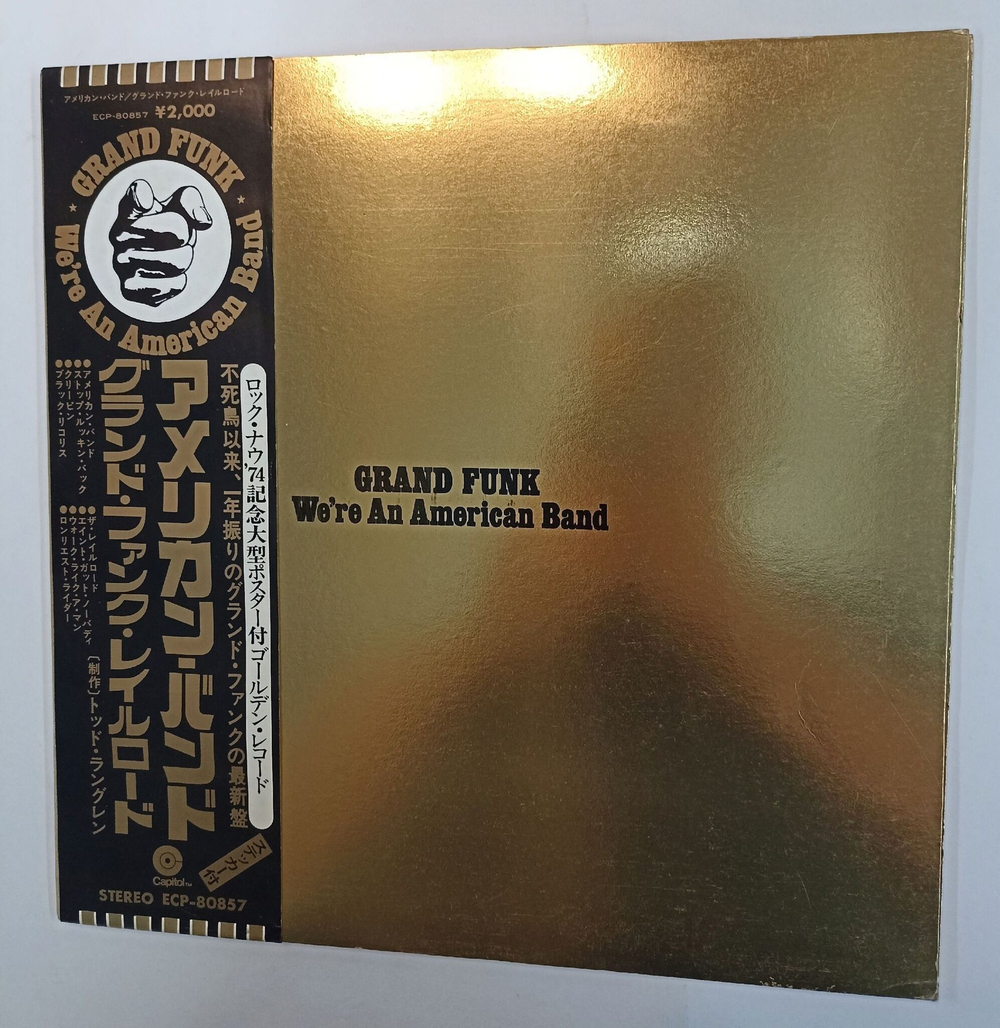 アメリカン・バンド/グランド・ファンク・レイルロード
ECP-80857 ¥2,000
GRAND FUNK
★ We're An American Band ★
ロック・ナウ'74記念大型ポスター付ゴールデン・レコード
不死鳥以来、一年振りのグランド・ファンクの最新盤
アメリカン・バンド
グランド・ファンク・レイルロード
●アメリカン・バンド
●ストップ・ルッキン・バック
●クリーピン
●ブラック・リコリス
●ザ・レイルロード
●エイント・ガット・ノーバディ
●ウォーク・ライク・ア・マン
●ロンリエスト・ライダー
〔制作〕トッド・ラングレン
ステッカー付
Capitol™
STEREO ECP-80857
GRAND FUNK
We're An American Band